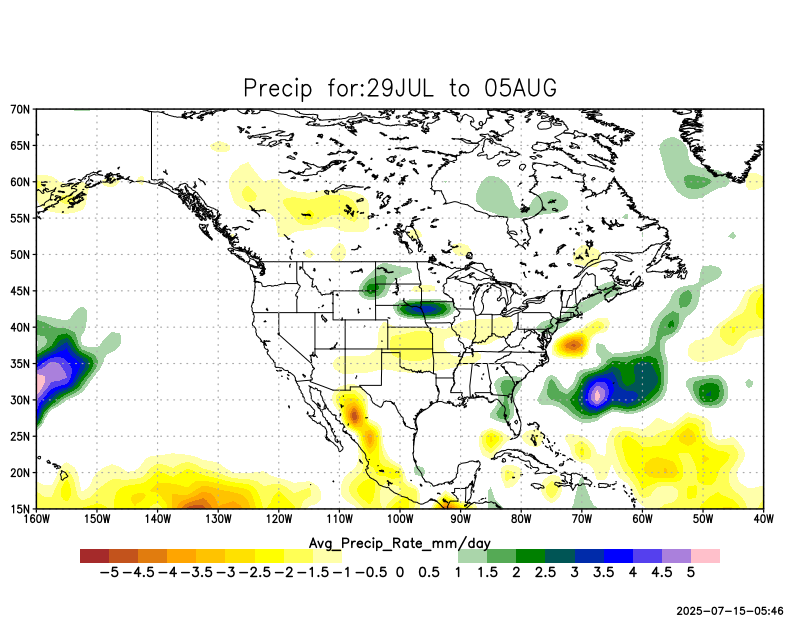 Precip for:29JUL to 05AUG
70N
65N
60N
55N
50N
45N
40N
35N
30N
25N
20N
15N
160W 150W 140W 130W 120W 110W 100W 90W 80W 70W 60W 50W 40W
Avg_Precip_Rate_mm/day
-5 -4.5 -4 -3.5 -3 -2.5 -2 -1.5 -1 -0.5 0 0.5 1 1.5 2 2.5 3 3.5 4 4.5 5
2025-07-15-05:46